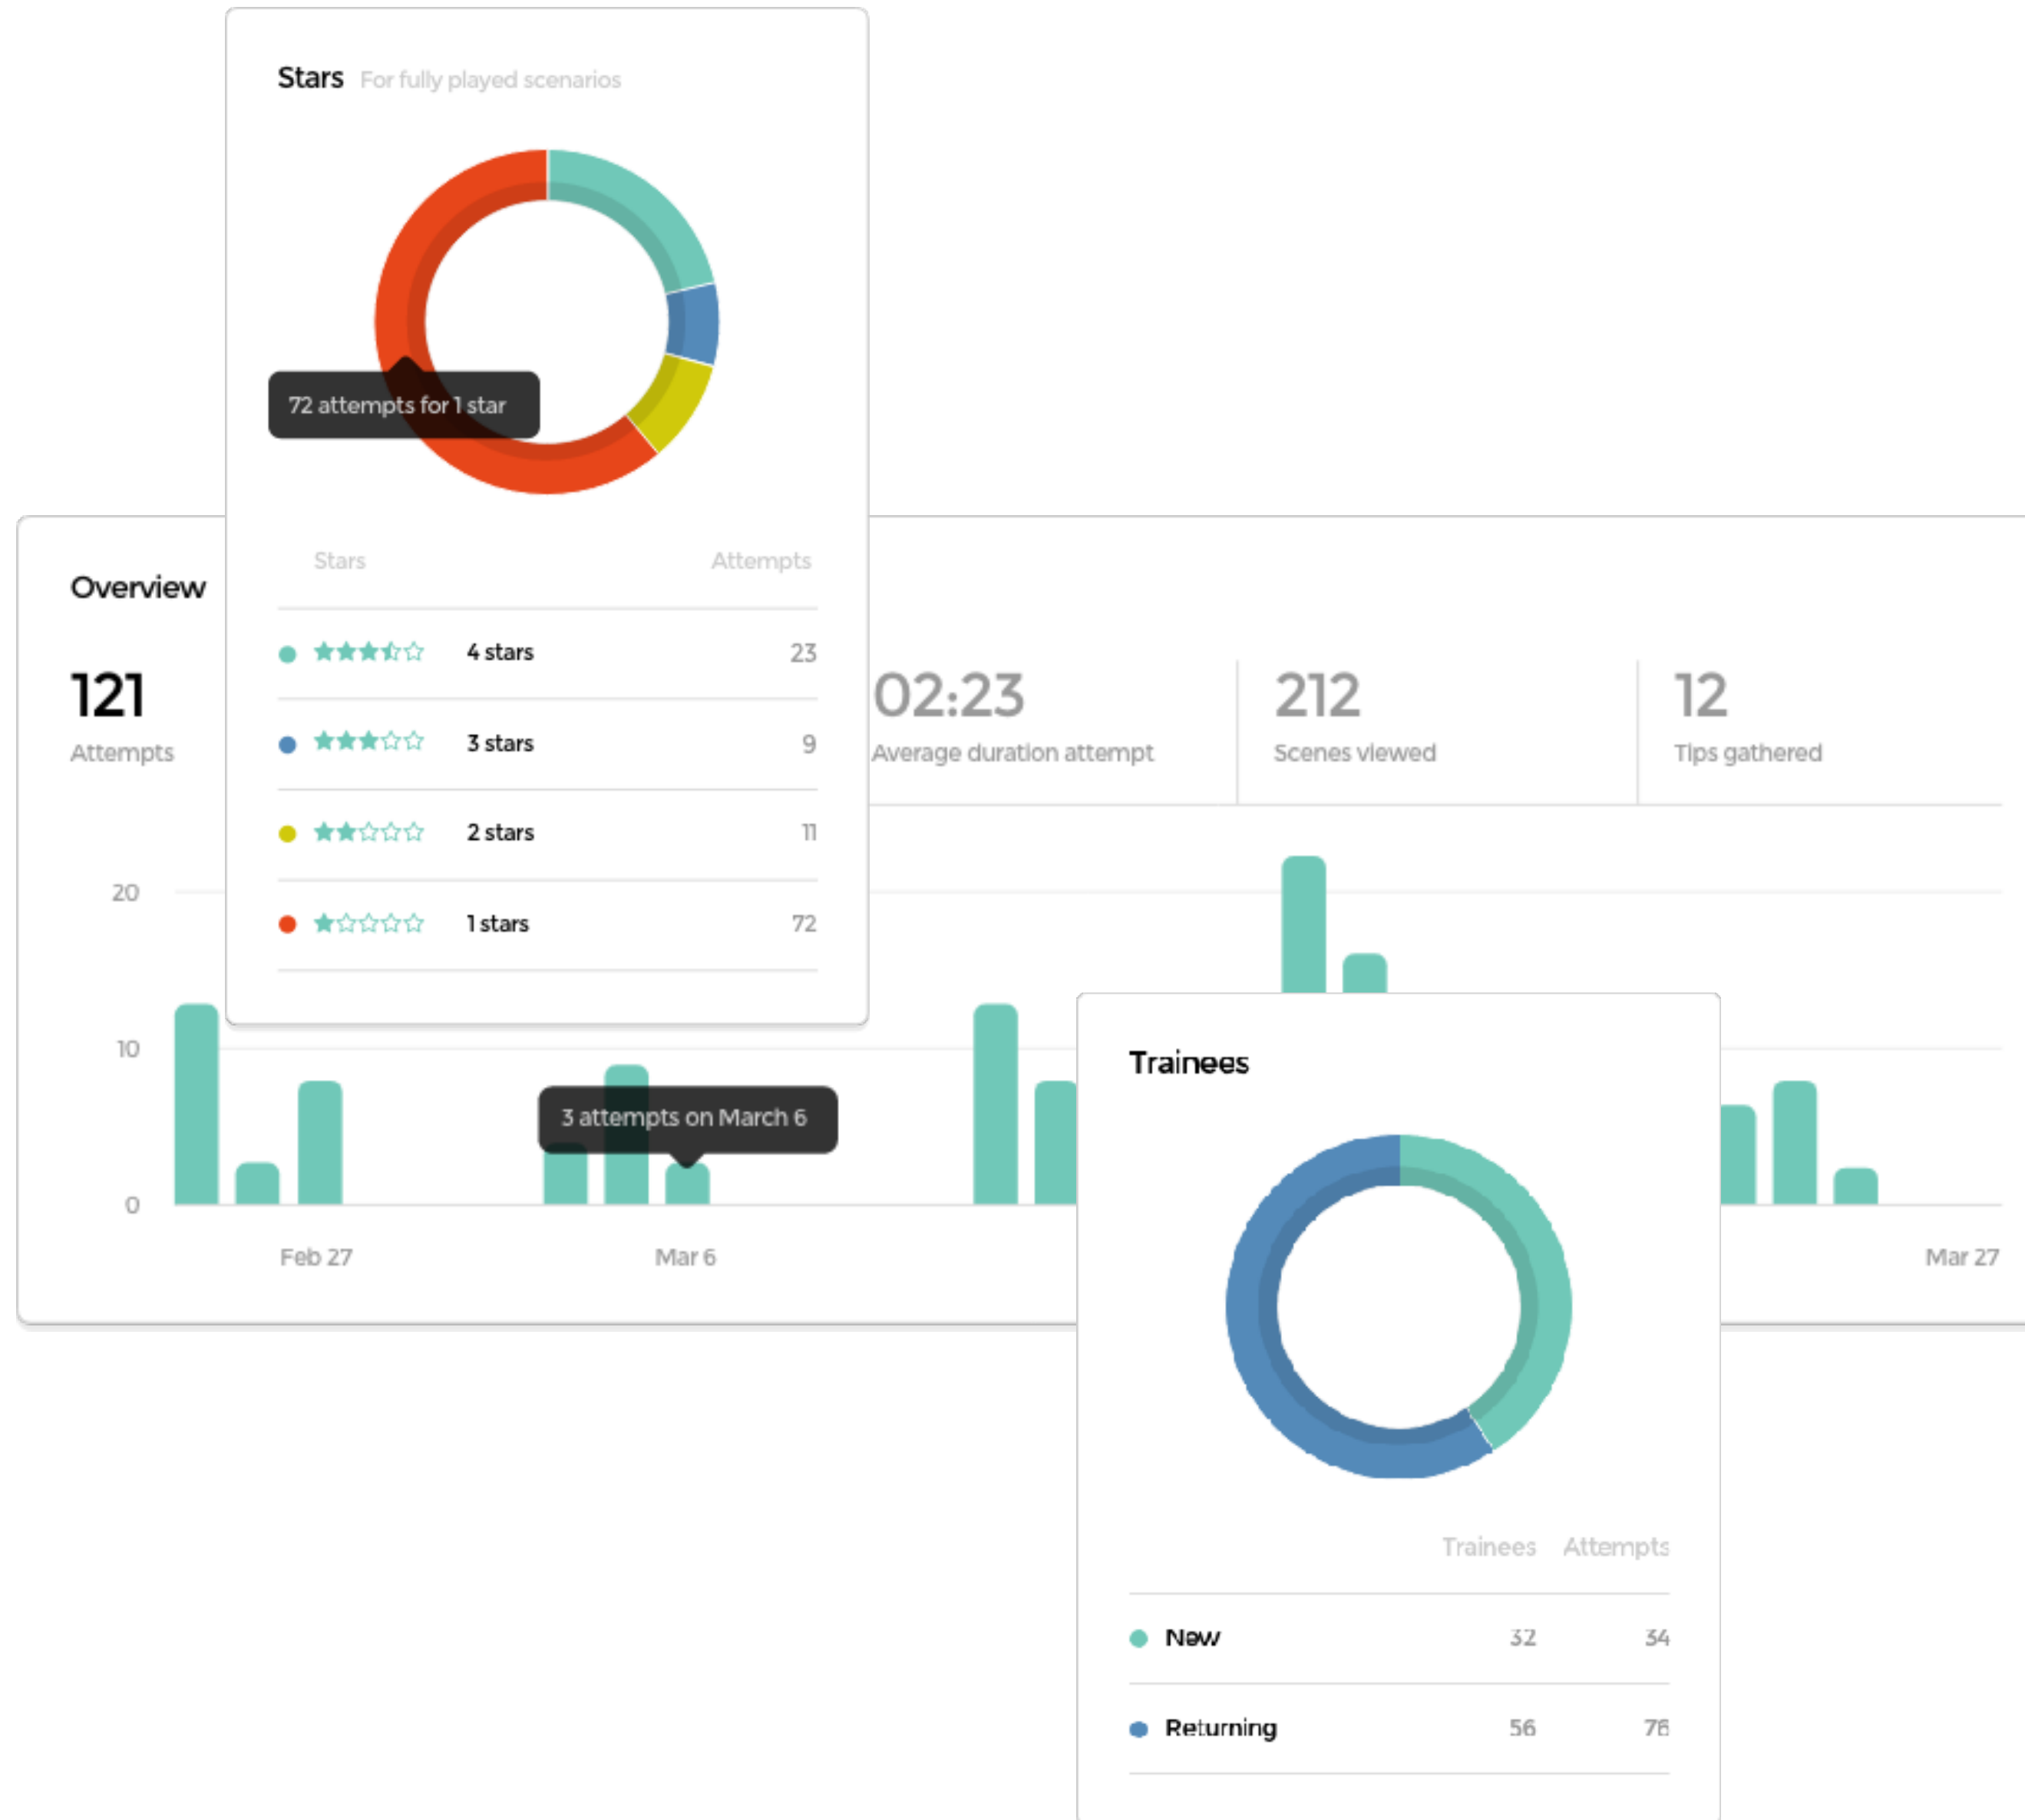 Stars For fully played scenarios
72 attempts for 1 star
Stars Attempts
4 stars 23
3 stars 9
2 stars 11
1 stars 72
Overview
121
Attempts
02:23
Average duration attempt
212
Scenes viewed
12
Tips gathered
20
10
0
3 attempts on March 6
Feb 27
Mar 6
Mar 27
Trainees
Trainees Attempts
New 32 34
Returning 56 76